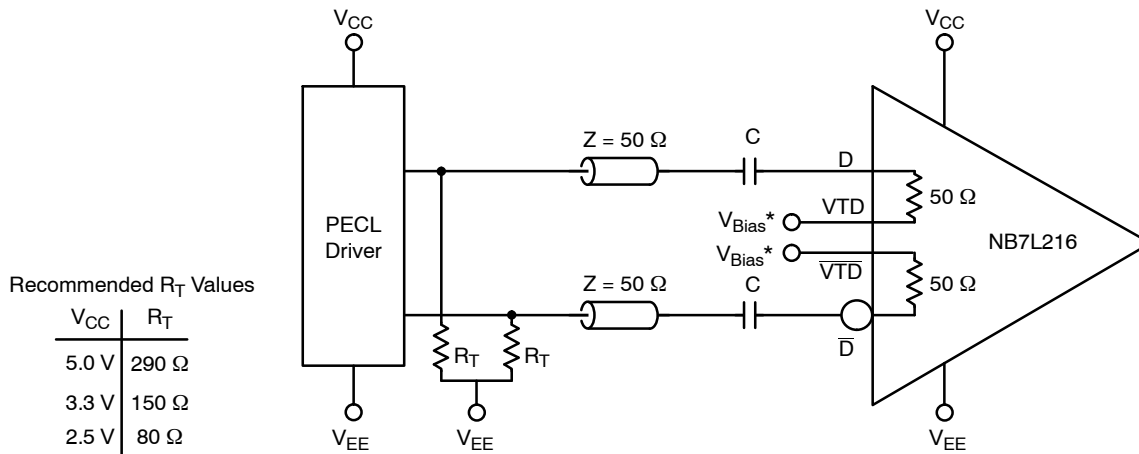 V_CC
V_CC
Z = 50 Ω
C
D
50 Ω
VTD
V_Bias*
PECL
Driver
V_Bias*
V̅T̅D̅
NB7L216
50 Ω
Z = 50 Ω
C
D̅
R_T
R_T
V_EE
V_EE
V_EE
Recommended R_T Values
V_CC R_T
5.0 V 290 Ω
3.3 V 150 Ω
2.5 V 80 Ω